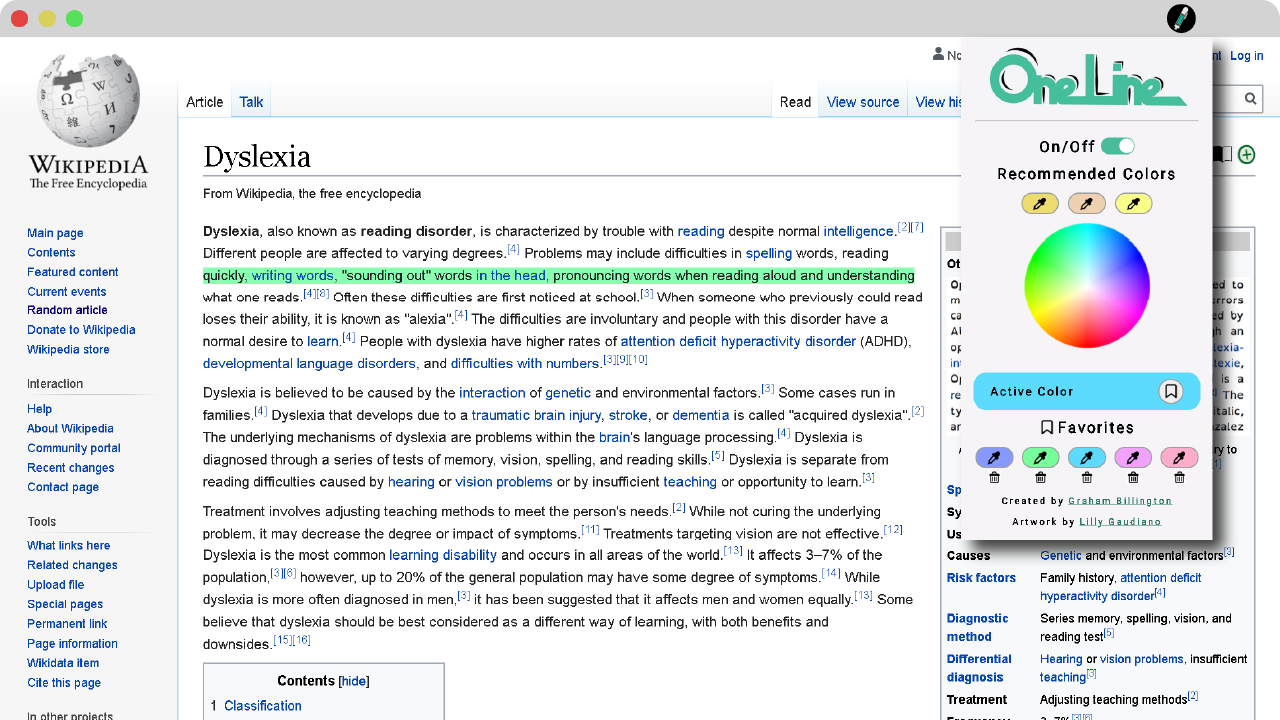 No
nt
Log in
Article
Talk
Read
View source
View his
WIKIPEDIA
The Free Encyclopedia
Main page
Contents
Featured content
Current events
Random article
Donate to Wikipedia
Wikipedia store
Interaction
Help
About Wikipedia
Community portal
Recent changes
Contact page
Tools
What links here
Related changes
Upload file
Special pages
Permanent link
Page information
Wikidata item
Cite this page
In other projects
Dyslexia
From Wikipedia, the free encyclopedia
Dyslexia, also known as reading disorder, is characterized by trouble with reading despite normal intelligence.[2][7]
Different people are affected to varying degrees.[4] Problems may include difficulties in spelling words, reading
quickly, writing words, "sounding out" words in the head, pronouncing words when reading aloud and understanding
what one reads.[4][8] Often these difficulties are first noticed at school.[3] When someone who previously could read
loses their ability, it is known as "alexia".[4] The difficulties are involuntary and people with this disorder have a
normal desire to learn.[4] People with dyslexia have higher rates of attention deficit hyperactivity disorder (ADHD),
developmental language disorders, and difficulties with numbers.[3][9][10]
Dyslexia is believed to be caused by the interaction of genetic and environmental factors.[3] Some cases run in
families.[4] Dyslexia that develops due to a traumatic brain injury, stroke, or dementia is called "acquired dyslexia".[2]
The underlying mechanisms of dyslexia are problems within the brain's language processing.[4] Dyslexia is
diagnosed through a series of tests of memory, vision, spelling, and reading skills.[5] Dyslexia is separate from
reading difficulties caused by hearing or vision problems or by insufficient teaching or opportunity to learn.[3]
Treatment involves adjusting teaching methods to meet the person's needs.[2] While not curing the underlying
problem, it may decrease the degree or impact of symptoms.[11] Treatments targeting vision are not effective.[12]
Dyslexia is the most common learning disability and occurs in all areas of the world.[13] It affects 3–7% of the
population,[3][6] however, up to 20% of the general population may have some degree of symptoms.[14] While
dyslexia is more often diagnosed in men,[3] it has been suggested that it affects men and women equally.[13] Some
believe that dyslexia should be best considered as a different way of learning, with both benefits and
downsides.[15][16]
Contents [hide]
1 Classification
OneLine
On/Off
Recommended Colors
Active Color
Favorites
Created by Graham Billington
Artwork by Lilly Gaudiano
Causes
Genetic and environmental factors[3]
Risk factors
Family history, attention deficit
hyperactivity disorder[4]
Diagnostic
method
Series memory, spelling, vision, and
reading test[5]
Differential
diagnosis
Hearing or vision problems, insufficient
teaching[3]
Treatment
Adjusting teaching methods[2]
Frequency
3–7%[3][6]